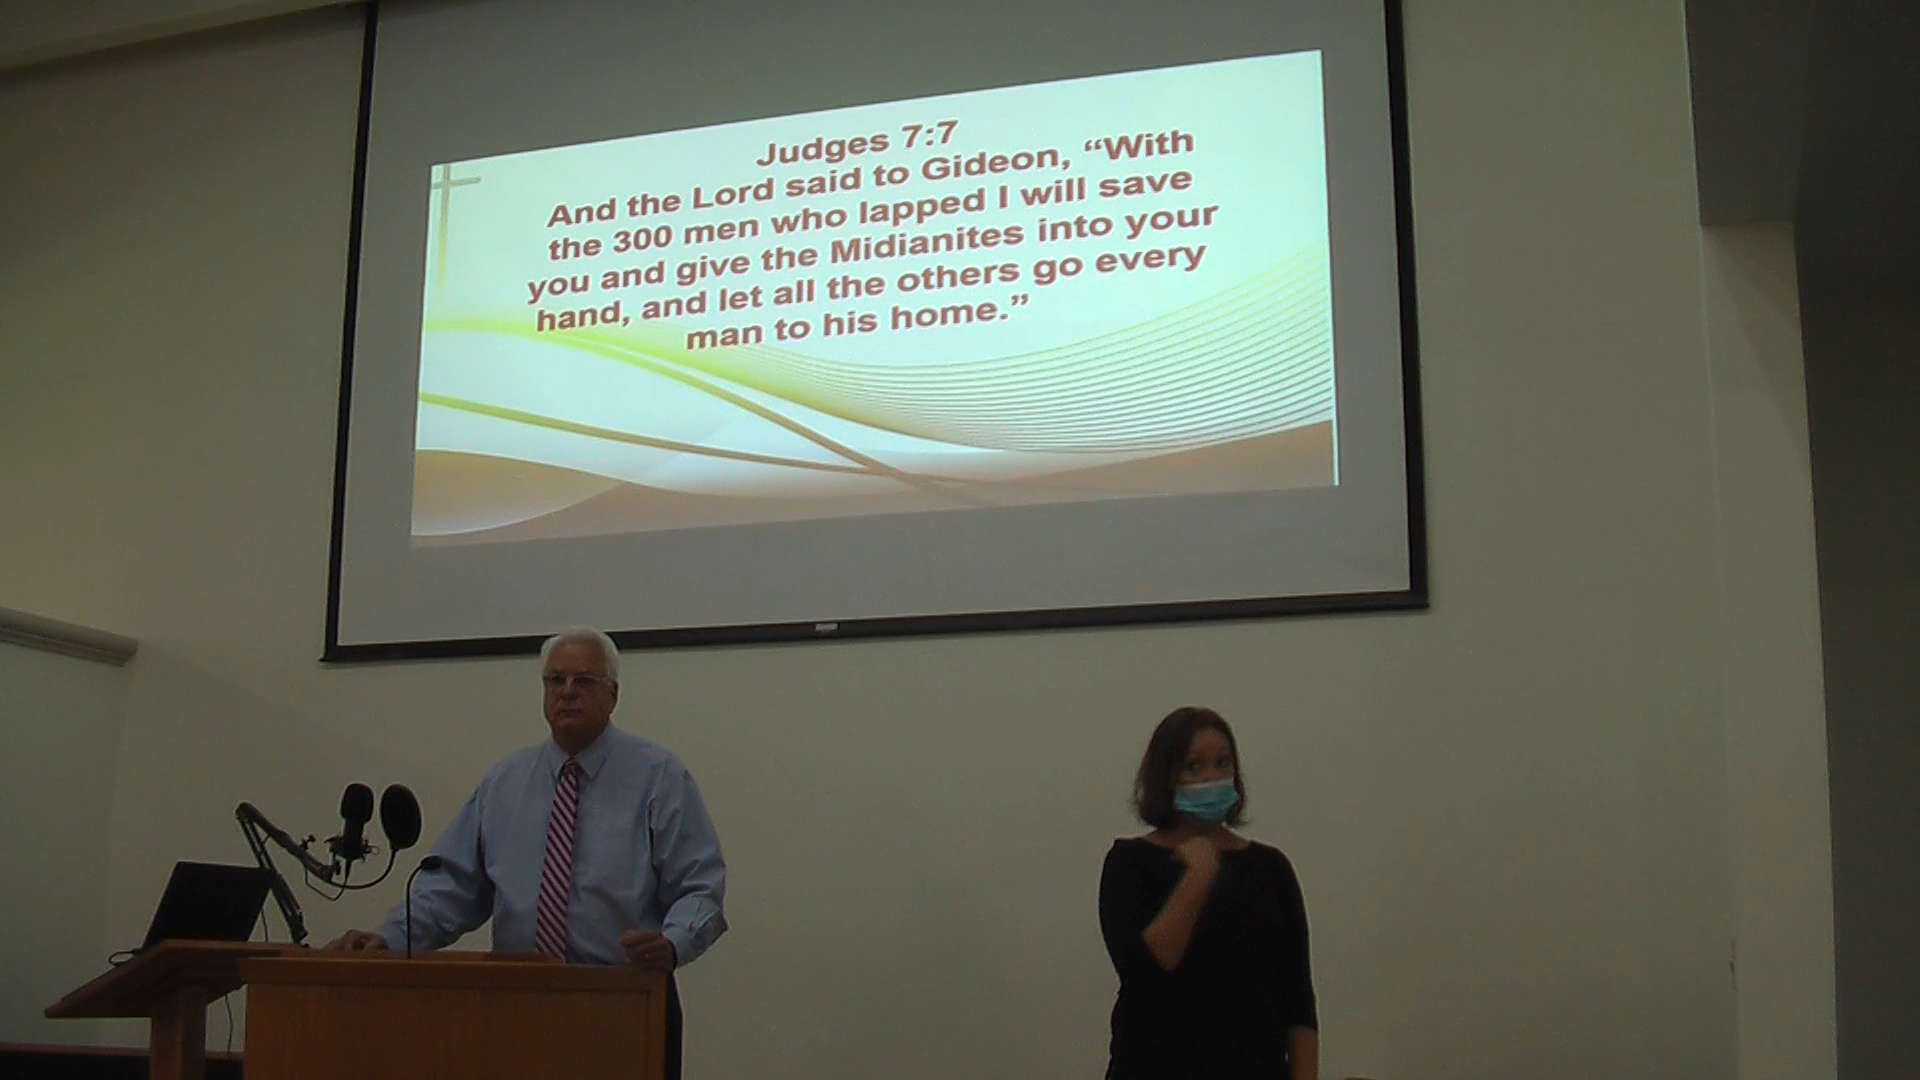 Judges 7:7
And the Lord said to Gideon, “With
the 300 men who lapped I will save
you and give the Midianites into your
hand, and let all the others go every
man to his home.”